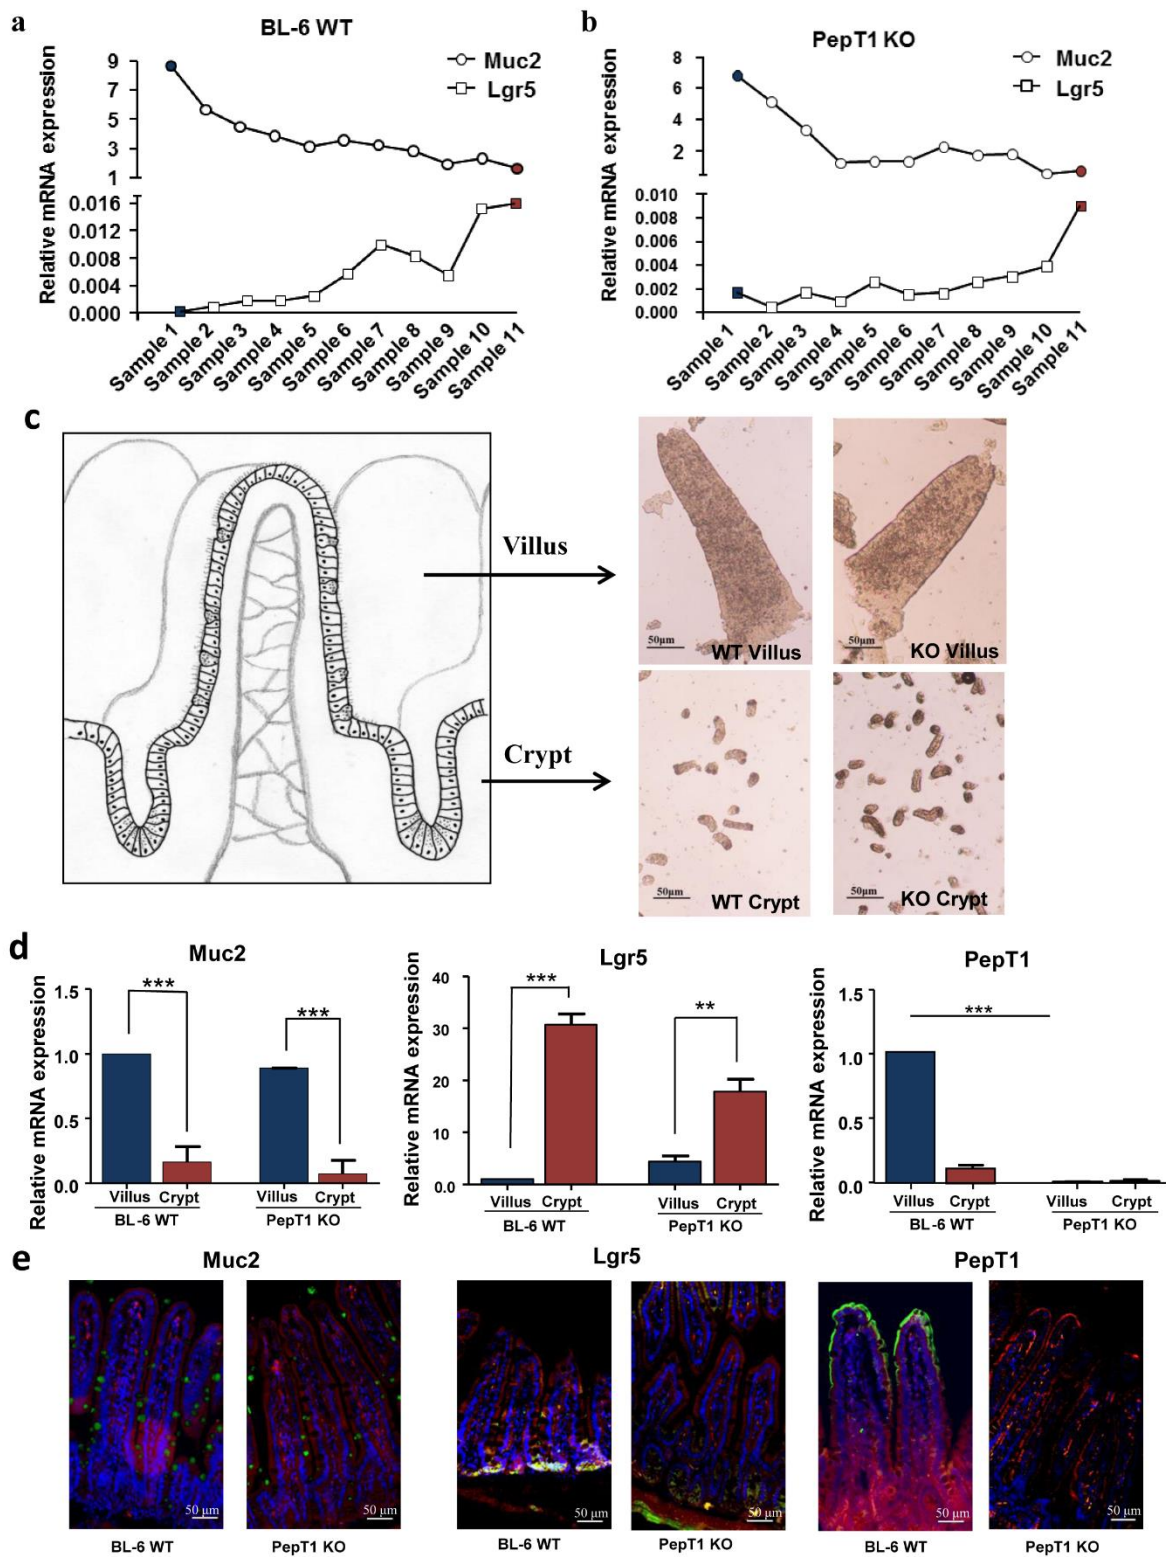 a
BL-6 WT
Muc2
Lgr5
Relative mRNA expression
9
7
5
3
1
0.016
0.012
0.008
0.004
0.000
Sample 1
Sample 2
Sample 3
Sample 4
Sample 5
Sample 6
Sample 7
Sample 8
Sample 9
Sample 10
Sample 11
b
PepT1 KO
Muc2
Lgr5
Relative mRNA expression
8
6
4
2
0.010
0.008
0.006
0.004
0.002
0.000
Sample 1
Sample 2
Sample 3
Sample 4
Sample 5
Sample 6
Sample 7
Sample 8
Sample 9
Sample 10
Sample 11
c
Villus
Crypt
50µm
WT Villus
50µm
KO Villus
50µm
WT Crypt
50µm
KO Crypt
d
Muc2
Relative mRNA expression
1.5
1.0
0.5
0.0
***
***
Villus Crypt Villus Crypt
BL-6 WT PepT1 KO
Lgr5
Relative mRNA expression
40
30
20
10
0
***
**
Villus Crypt Villus Crypt
BL-6 WT PepT1 KO
PepT1
Relative mRNA expression
1.5
1.0
0.5
0.0
***
Villus Crypt Villus Crypt
BL-6 WT PepT1 KO
e
Muc2
50 µm
50 µm
BL-6 WT PepT1 KO
Lgr5
50 µm
50 µm
BL-6 WT PepT1 KO
PepT1
50 µm
50 µm
BL-6 WT PepT1 KO